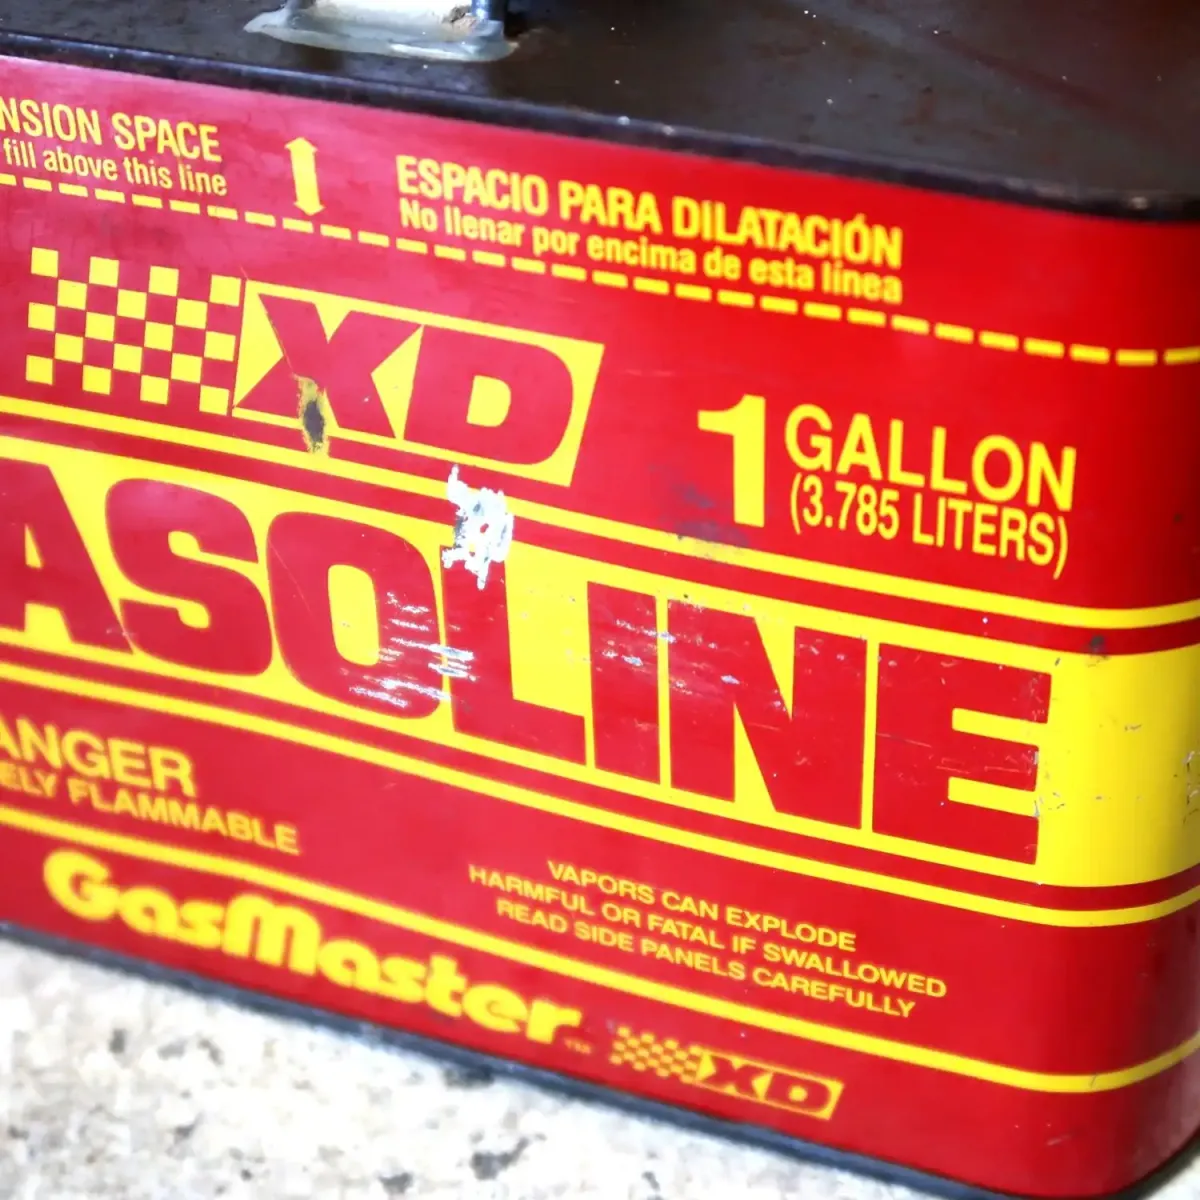 NSION SPACE
fill above this line
ESPACIO PARA DILATACIÓN
No llenar por encima de esta línea
XD
1 GALLON
(3.785 LITERS)
ASOLINE
ANGER
ELY FLAMMABLE
VAPORS CAN EXPLODE
HARMFUL OR FATAL IF SWALLOWED
READ SIDE PANELS CAREFULLY
GasMaster
XD